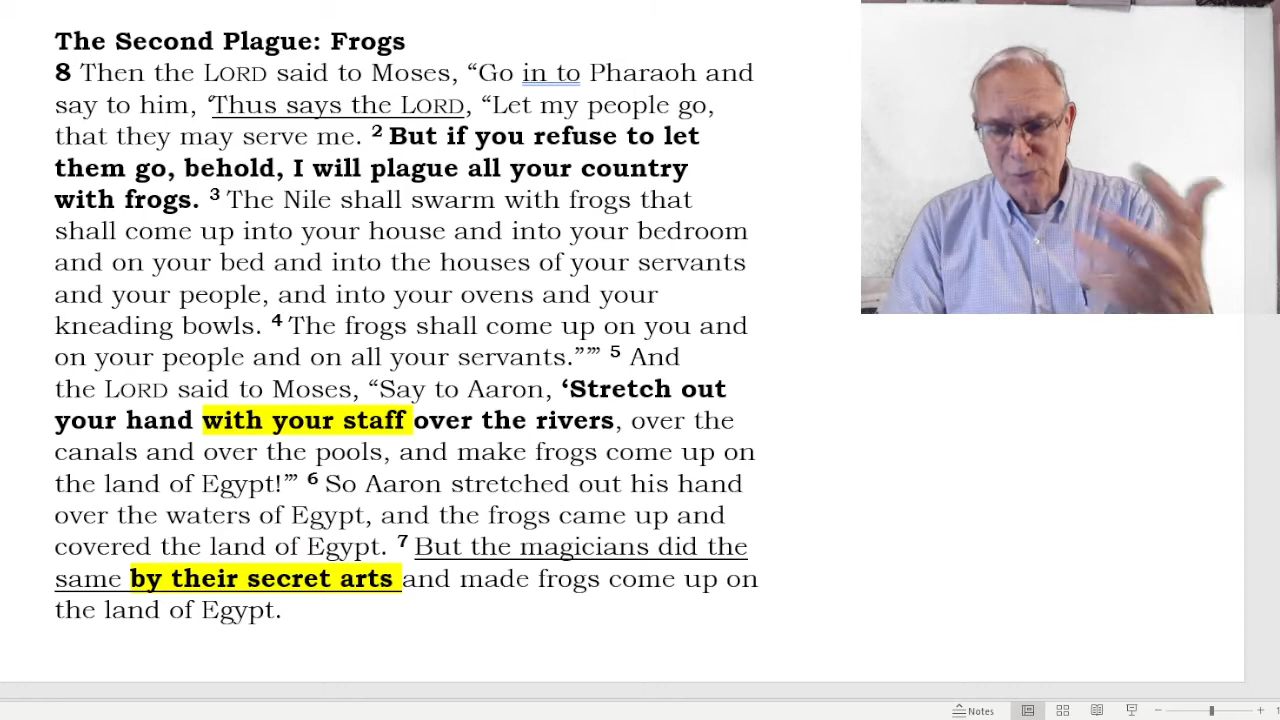 The Second Plague: Frogs
8 Then the LORD said to Moses, “Go in to Pharaoh and
say to him, ‘Thus says the LORD, “Let my people go,
that they may serve me. 2 But if you refuse to let
them go, behold, I will plague all your country
with frogs. 3 The Nile shall swarm with frogs that
shall come up into your house and into your bedroom
and on your bed and into the houses of your servants
and your people, and into your ovens and your
kneading bowls. 4 The frogs shall come up on you and
on your people and on all your servants.”’” 5 And
the LORD said to Moses, “Say to Aaron, ‘Stretch out
your hand with your staff over the rivers, over the
canals and over the pools, and make frogs come up on
the land of Egypt!’” 6 So Aaron stretched out his hand
over the waters of Egypt, and the frogs came up and
covered the land of Egypt. 7 But the magicians did the
same by their secret arts and made frogs come up on
the land of Egypt.
Notes